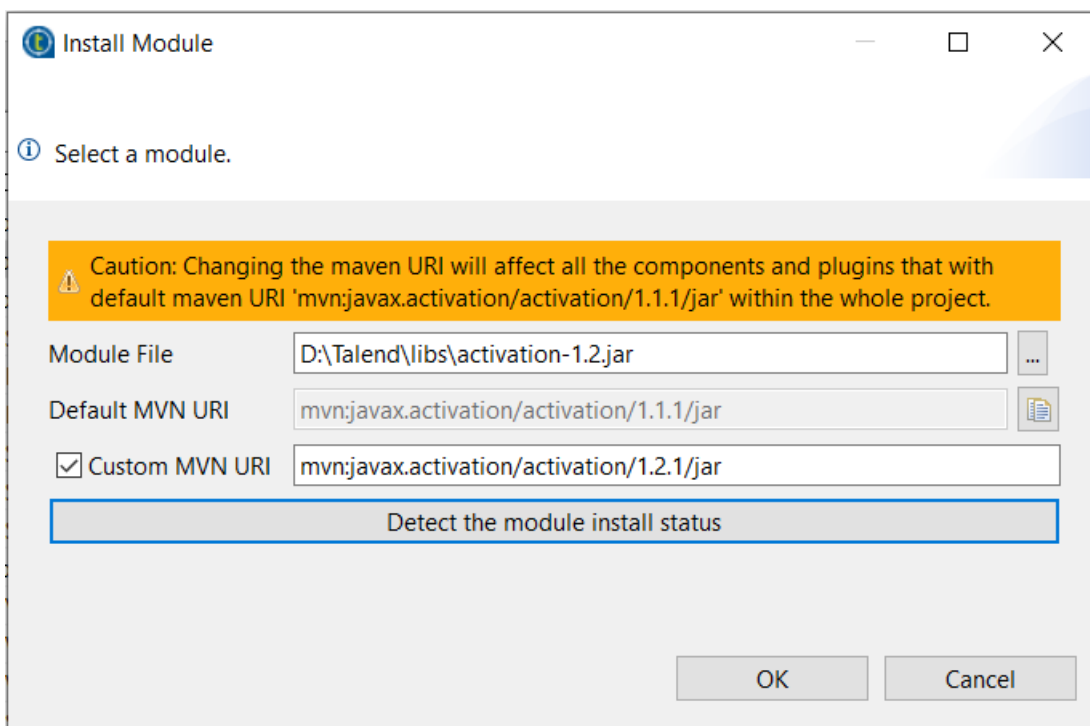 Install Module
Select a module.
Caution: Changing the maven URI will affect all the components and plugins that with
default maven URI 'mvn:javax.activation/activation/1.1.1/jar' within the whole project.
Module File D:\Talend\libs\activation-1.2.jar ...
Default MVN URI mvn:javax.activation/activation/1.1.1/jar
Custom MVN URI mvn:javax.activation/activation/1.2.1/jar
Detect the module install status
OK Cancel